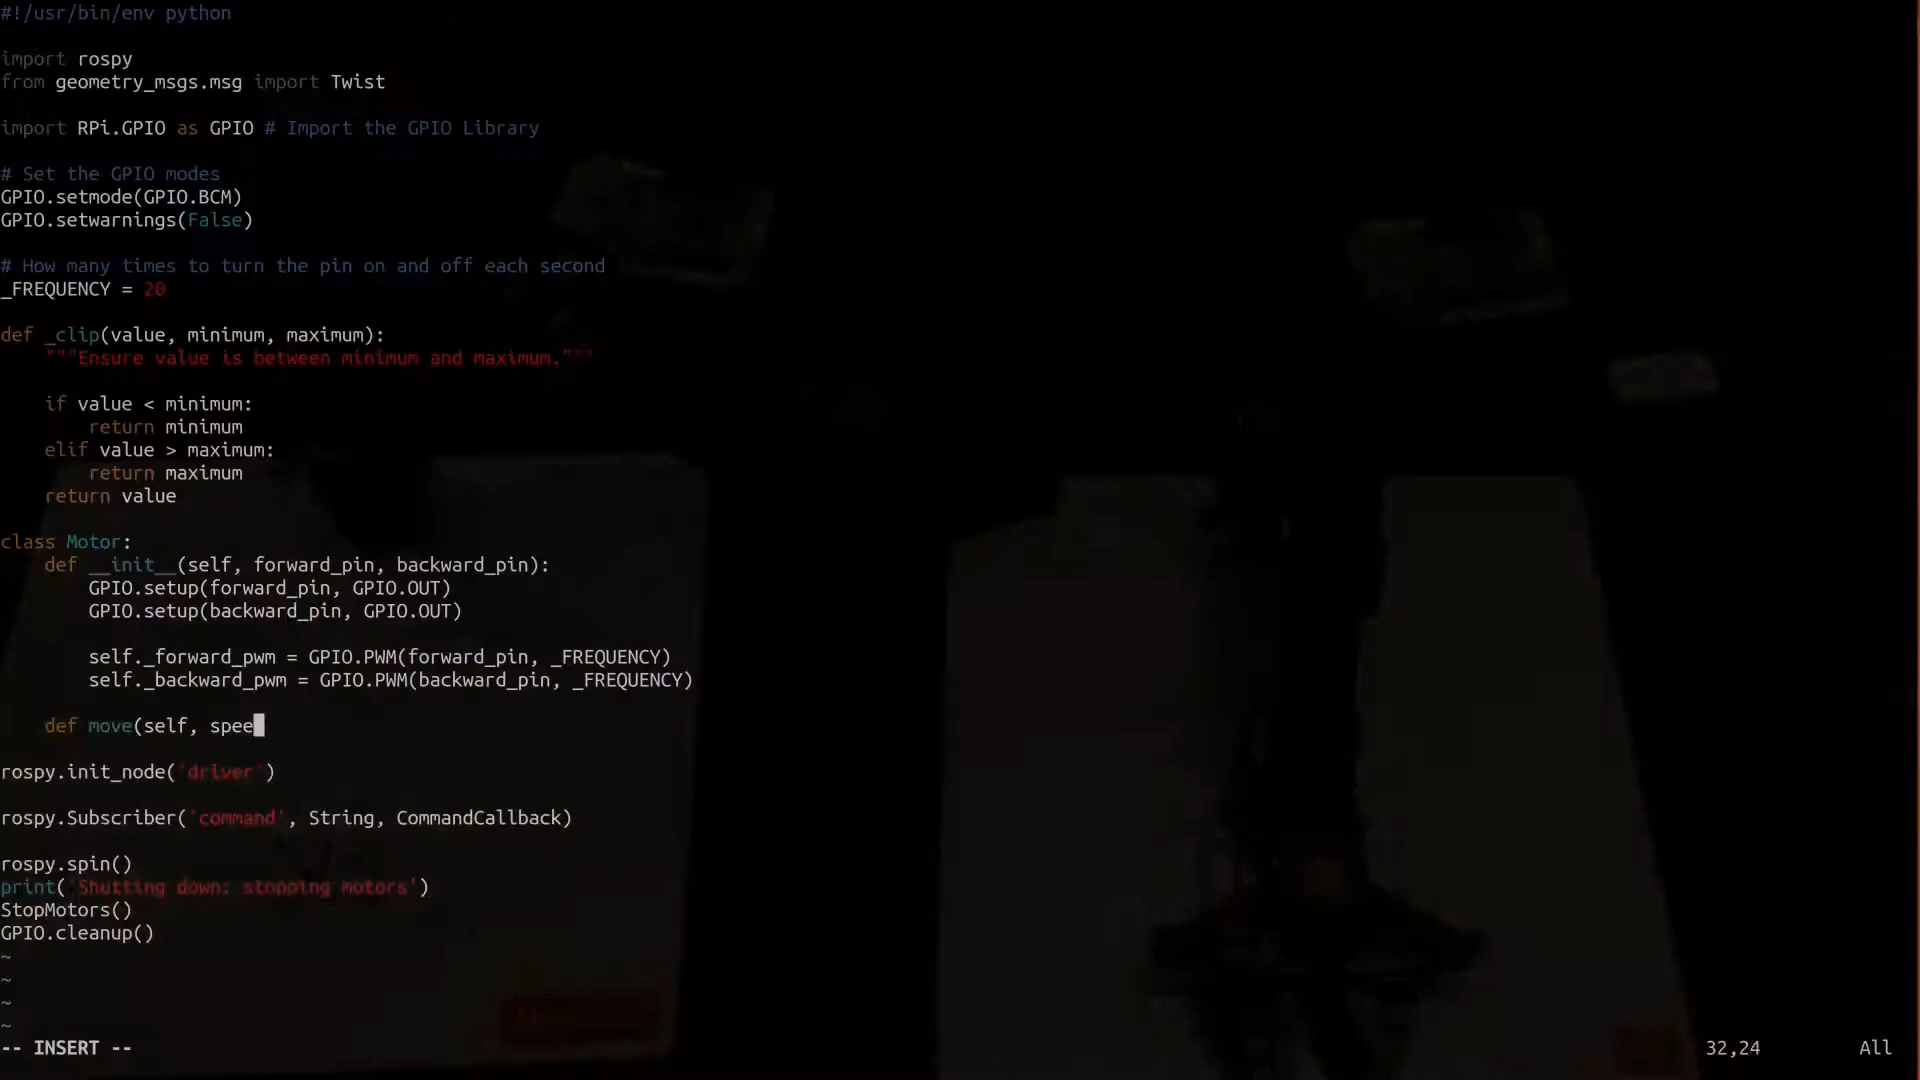 #!/usr/bin/env python
import rospy
from geometry_msgs.msg import Twist
import RPi.GPIO as GPIO # Import the GPIO Library
# Set the GPIO modes
GPIO.setmode(GPIO.BCM)
GPIO.setwarnings(False)
# How many times to turn the pin on and off each second
_FREQUENCY = 20
def _clip(value, minimum, maximum):
    """Ensure value is between minimum and maximum."""
    if value < minimum:
        return minimum
    elif value > maximum:
        return maximum
    return value
class Motor:
    def __init__(self, forward_pin, backward_pin):
        GPIO.setup(forward_pin, GPIO.OUT)
        GPIO.setup(backward_pin, GPIO.OUT)
        self._forward_pwm = GPIO.PWM(forward_pin, _FREQUENCY)
        self._backward_pwm = GPIO.PWM(backward_pin, _FREQUENCY)
    def move(self, spee
rospy.init_node('driver')
rospy.Subscriber('command', String, CommandCallback)
rospy.spin()
print('Shutting down: stopping motors')
StopMotors()
GPIO.cleanup()
~
~
~
~
-- INSERT -- 32,24 All